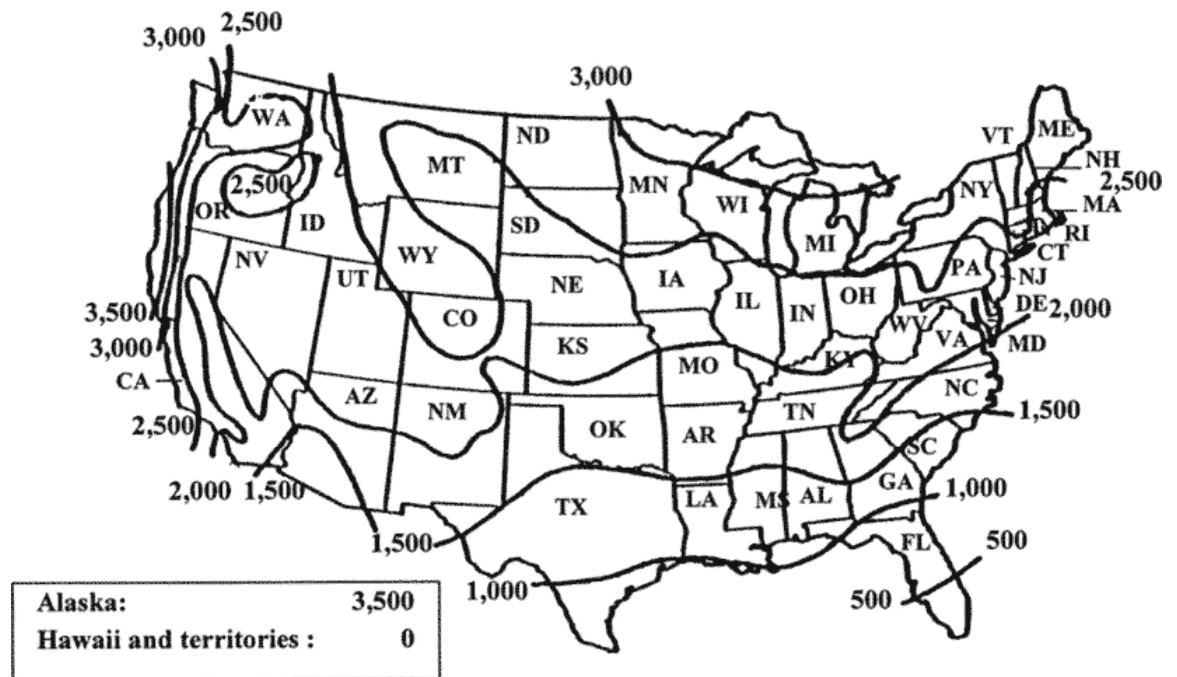 2,500
3,000
3,000
WA
MT
ND
VT
ME
NH
MN
2,500
2,500
WI
NY
MA
OR
ID
SD
MI
RI
CT
NV
WY
UT
IA
PA
NJ
NE
IL
IN
OH
DE
2,000
3,500
CO
WV
VA
MD
3,000
KS
KY
MO
CA
AZ
NM
NC
TN
1,500
2,500
OK
AR
SC
2,000
1,500
GA
1,000
TX
LA
MS
AL
1,500
FL
500
1,000
500
Alaska: 3,500
Hawaii and territories : 0